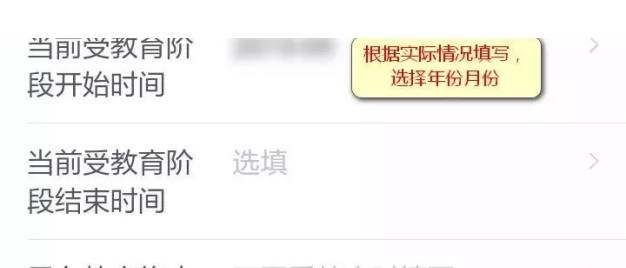 当前受教育阶
段开始时间
根据实际情况填写，
选择年份月份
当前受教育阶
段结束时间
选填